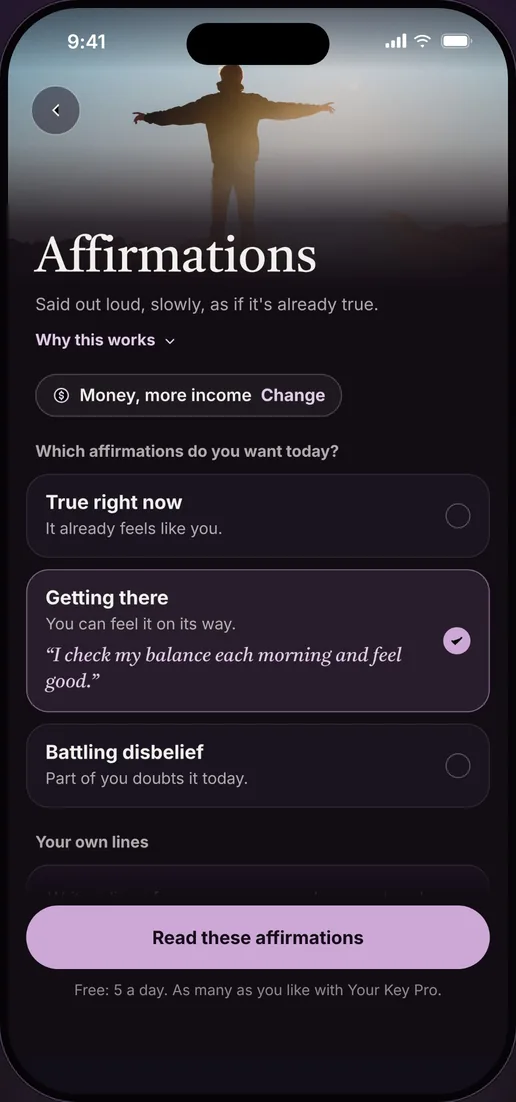 9:41
Affirmations
Said out loud, slowly, as if it's already true.
Why this works
Money, more income Change
Which affirmations do you want today?
True right now
It already feels like you.
Getting there
You can feel it on its way.
“I check my balance each morning and feel
good.”
Battling disbelief
Part of you doubts it today.
Your own lines
Read these affirmations
Free: 5 a day. As many as you like with Your Key Pro.